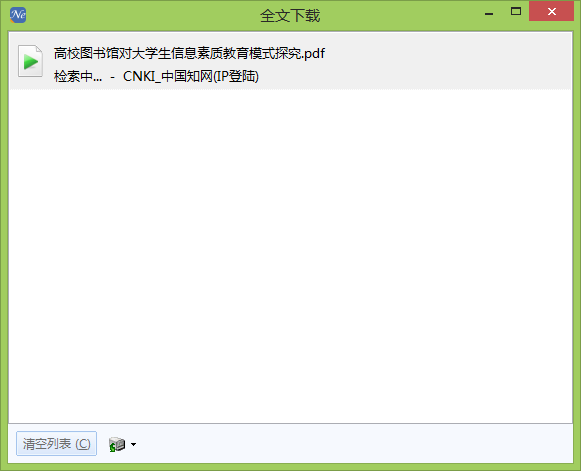 Ne
全文下载
高校图书馆对大学生信息素质教育模式探究.pdf
检索中... - CNKI_中国知网(IP登陆)
清空列表 (C)